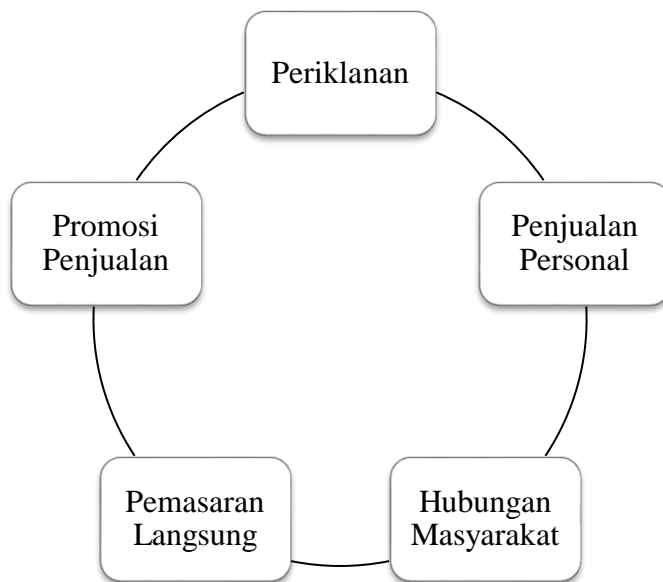 Periklanan
Penjualan
Personal
Hubungan
Masyarakat
Pemasaran
Langsung
Promosi
Penjualan